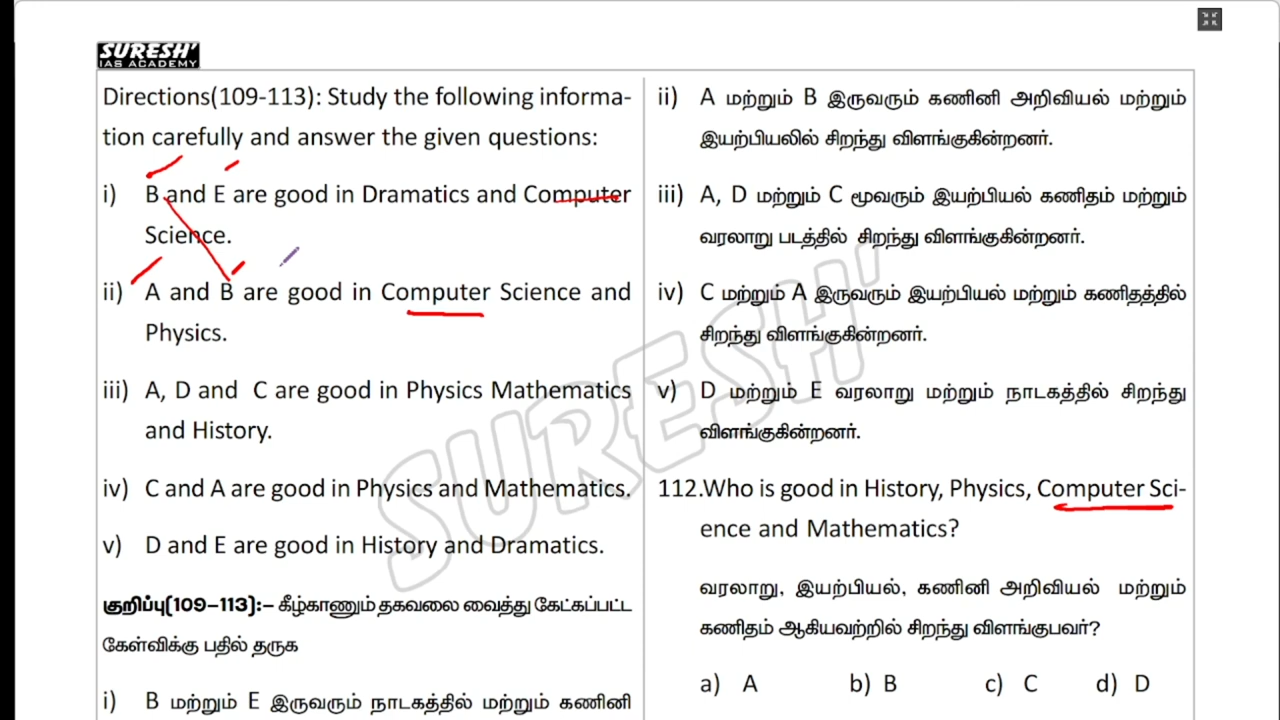 SURESH'
IAS ACADEMY
Directions(109-113): Study the following informa-
tion carefully and answer the given questions:
i) B and E are good in Dramatics and Computer
Science.
ii) A and B are good in Computer Science and
Physics.
iii) A, D and C are good in Physics Mathematics
and History.
iv) C and A are good in Physics and Mathematics.
v) D and E are good in History and Dramatics.
குறிப்பு(109-113):- கீழ்காணும் தகவலை வைத்து கேட்கப்பட்ட
கேள்விக்கு பதில் தருக
i) B மற்றும் E இருவரும் நாடகத்தில் மற்றும் கணினி
ii) A மற்றும் B இருவரும் கணினி அறிவியல் மற்றும்
இயற்பியலில் சிறந்து விளங்குகின்றனர்.
iii) A, D மற்றும் C மூவரும் இயற்பியல் கணிதம் மற்றும்
வரலாறு படத்தில் சிறந்து விளங்குகின்றனர்.
iv) C மற்றும் A இருவரும் இயற்பியல் மற்றும் கணிதத்தில்
சிறந்து விளங்குகின்றனர்.
v) D மற்றும் E வரலாறு மற்றும் நாடகத்தில் சிறந்து
விளங்குகின்றனர்.
112.Who is good in History, Physics, Computer Sci-
ence and Mathematics?
வரலாறு, இயற்பியல், கணினி அறிவியல் மற்றும்
கணிதம் ஆகியவற்றில் சிறந்து விளங்குபவர்?
a) A b) B c) C d) D
SURESH'